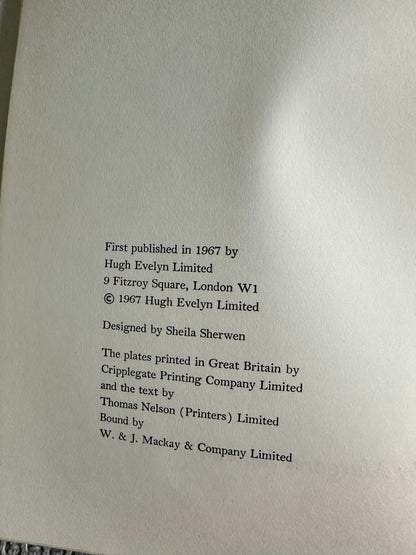 First published in 1967 by
Hugh Evelyn Limited
9 Fitzroy Square, London W1
© 1967 Hugh Evelyn Limited
Designed by Sheila Sherwen
The plates printed in Great Britain by
Cripplegate Printing Company Limited
and the text by
Thomas Nelson (Printers) Limited
Bound by
W. & J. Mackay & Company Limited